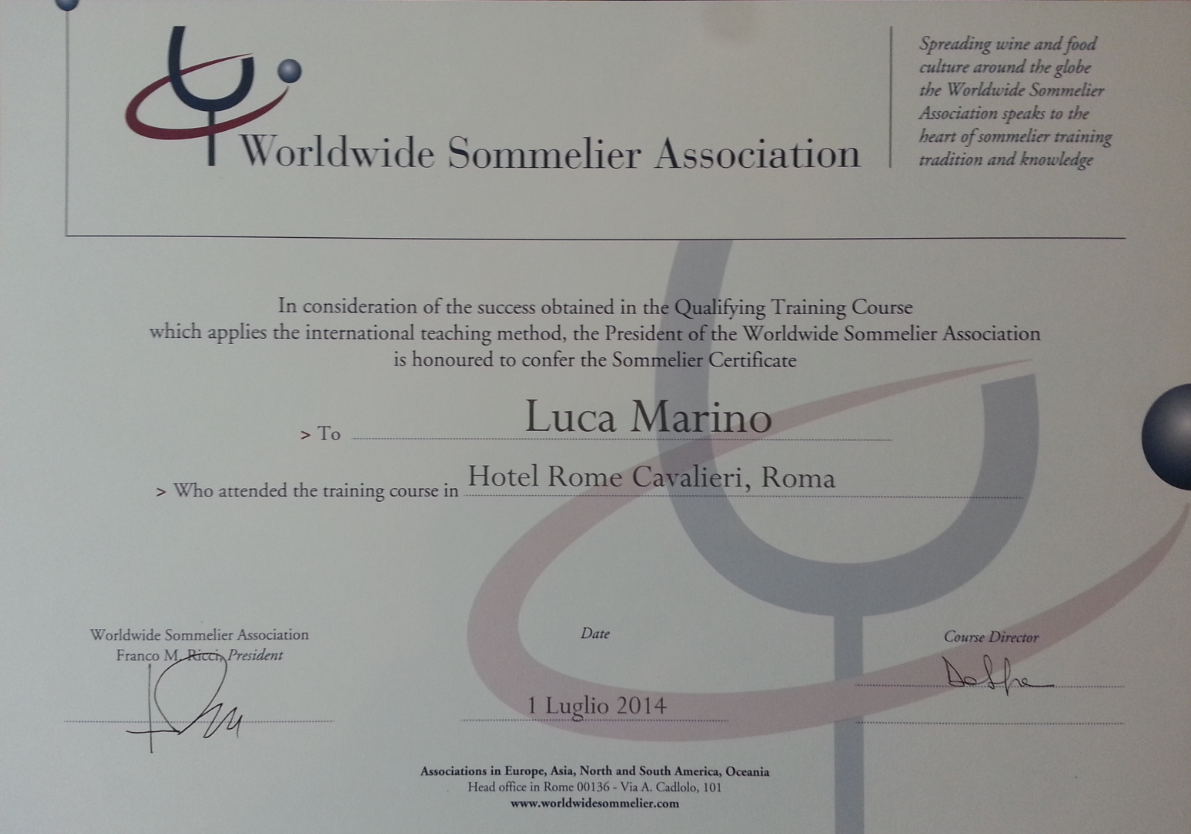 Worldwide Sommelier Association
Spreading wine and food
culture around the globe
the Worldwide Sommelier
Association speaks to the
heart of sommelier training
tradition and knowledge
In consideration of the success obtained in the Qualifying Training Course
which applies the international teaching method, the President of the Worldwide Sommelier Association
is honoured to confer the Sommelier Certificate
> To Luca Marino
> Who attended the training course in Hotel Rome Cavalieri, Roma
Worldwide Sommelier Association
Franco M. Ricci, President
Date
1 Luglio 2014
Course Director
Associations in Europe, Asia, North and South America, Oceania
Head office in Rome 00136 - Via A. Cadlolo, 101
www.worldwidesommelier.com